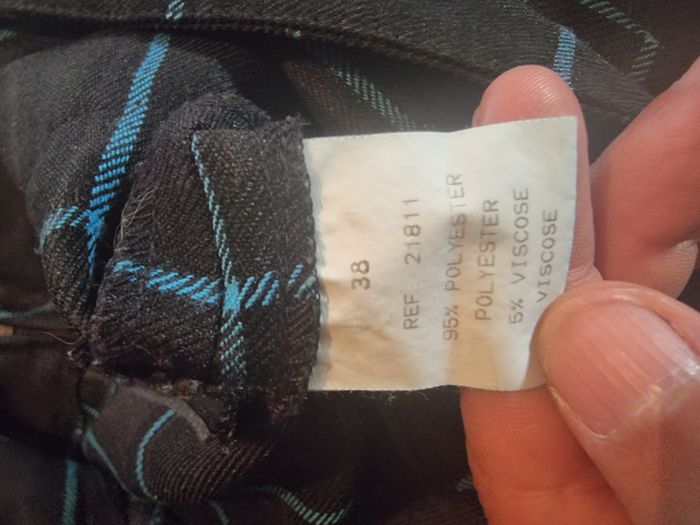 38
REF 21811
95% POLYESTER
POLYESTER
5% VISCOSE
VISCOSE